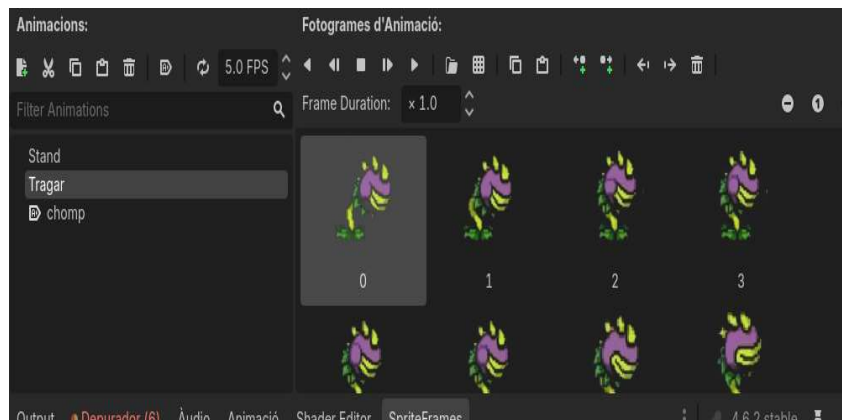 Animacions:
Fotogrames d'Animació:
5.0 FPS
Filter Animations
Frame Duration: × 1.0
Stand
Tragar
chomp
0 1 2 3
Output Depurador (6) Àudio Animació Shader Editor SpriteFrames 4.6.2.stable